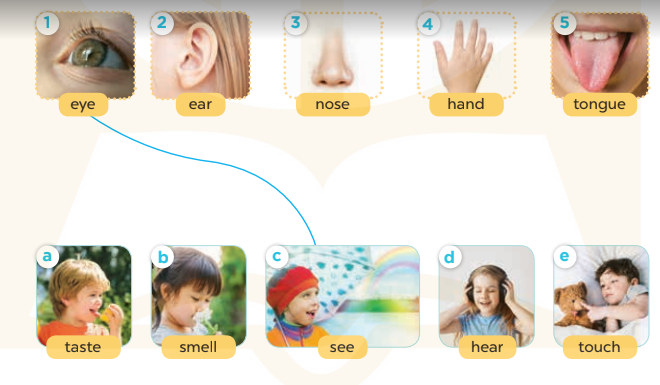 1 2 3 4 5
eye ear nose hand tongue
a b c d e
taste smell see hear touch